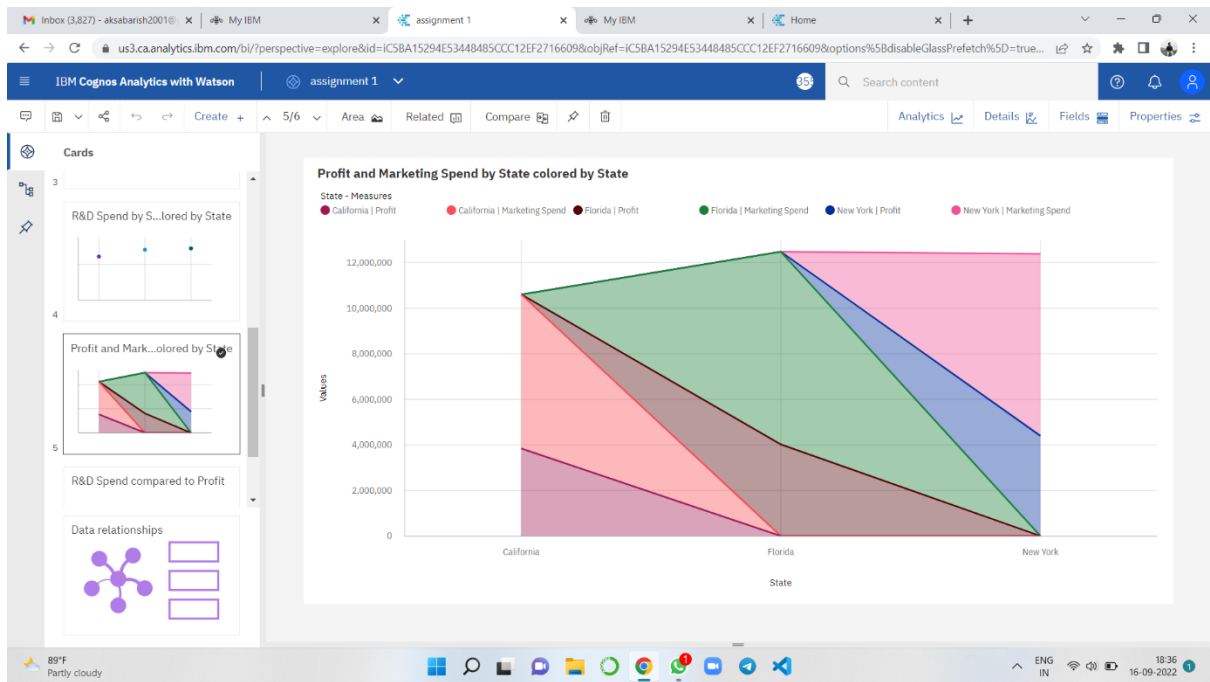 Inbox (3,827) - aksabarish2001@ My IBM assignment 1 My IBM Home
us3.ca.analytics.ibm.com/bi/?perspective=explore&id=iC5BA15294E53448485CCC12EF2716609&objRef=iC5BA15294E53448485CCC12EF2716609&options%5BdisableGlassPrefetch%5D=true...
IBM Cognos Analytics with Watson assignment 1 Search content
Create 5/6 Area Related Compare Analytics Details Fields Properties
Cards
3
R&D Spend by S...lored by State
4
Profit and Mark...olored by State
5
R&D Spend compared to Profit
Data relationships
Profit and Marketing Spend by State colored by State
State - Measures
California | Profit California | Marketing Spend Florida | Profit Florida | Marketing Spend New York | Profit New York | Marketing Spend
12,000,000
10,000,000
8,000,000
6,000,000
4,000,000
2,000,000
0
Values
California Florida New York
State
89°F
Partly cloudy
1
ENG
IN
18:36
16-09-2022
1